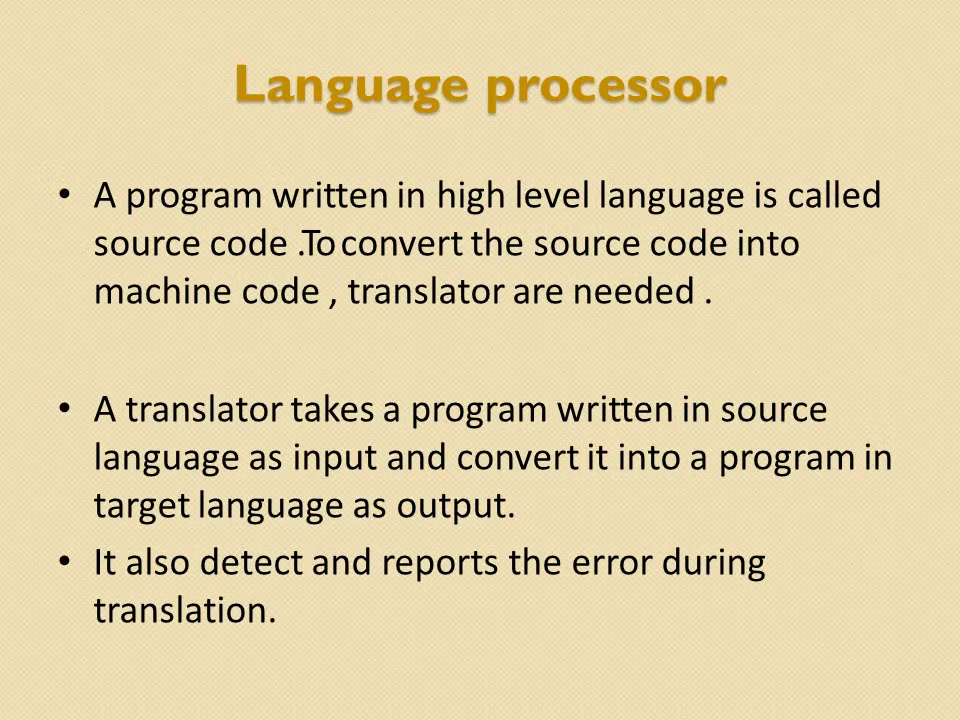 Language processor
• A program written in high level language is called
source code .To convert the source code into
machine code , translator are needed .
• A translator takes a program written in source
language as input and convert it into a program in
target language as output.
• It also detect and reports the error during
translation.